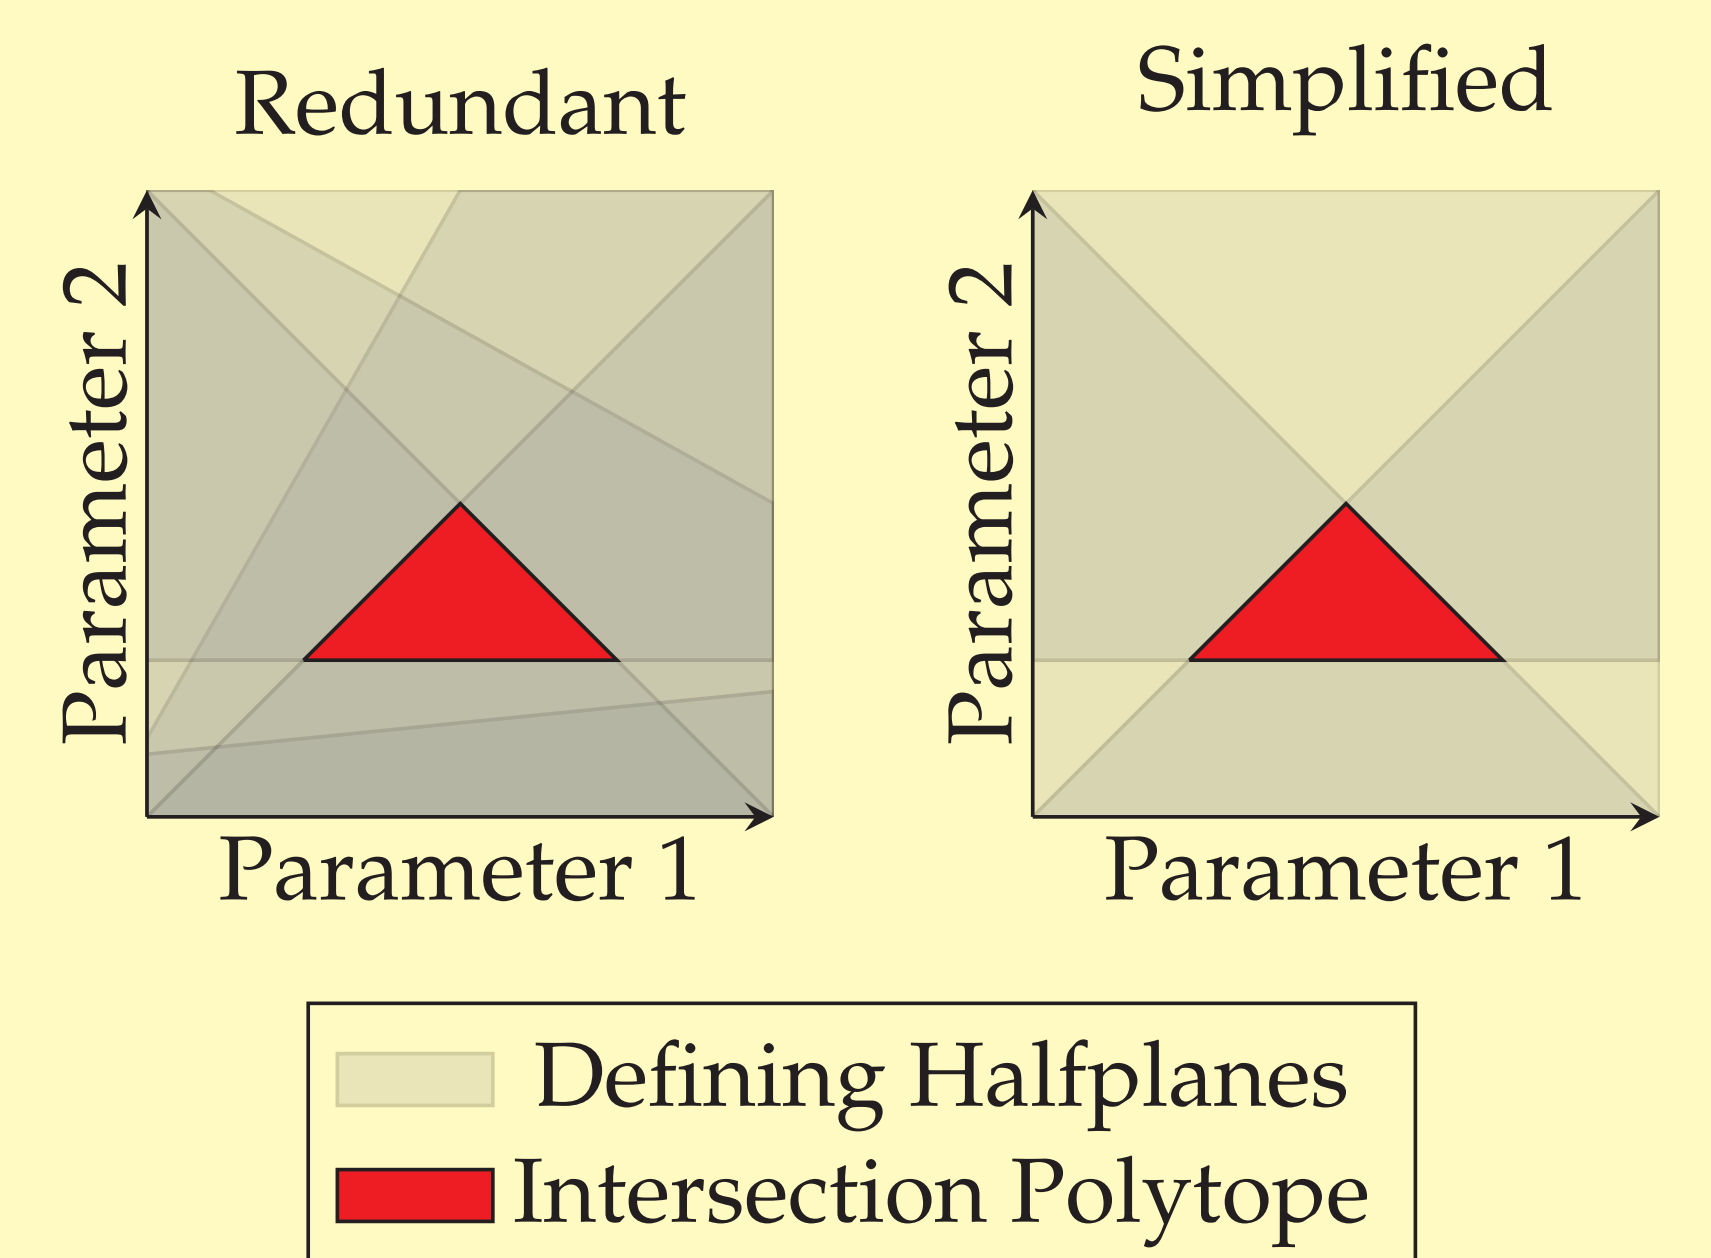 Redundant
Simplified
Parameter 2
Parameter 1
Parameter 2
Parameter 1
Defining Halfplanes
Intersection Polytope